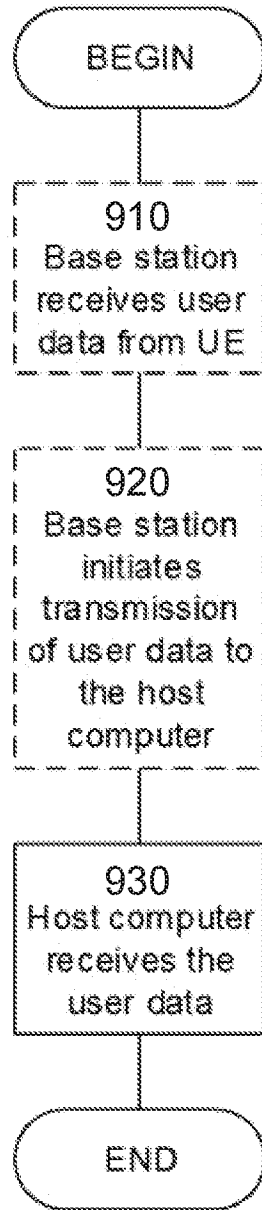 BEGIN
910
Base station
receives user
data from UE
920
Base station
initiates
transmission
of user data to
the host
computer
930
Host computer
receives the
user data
END